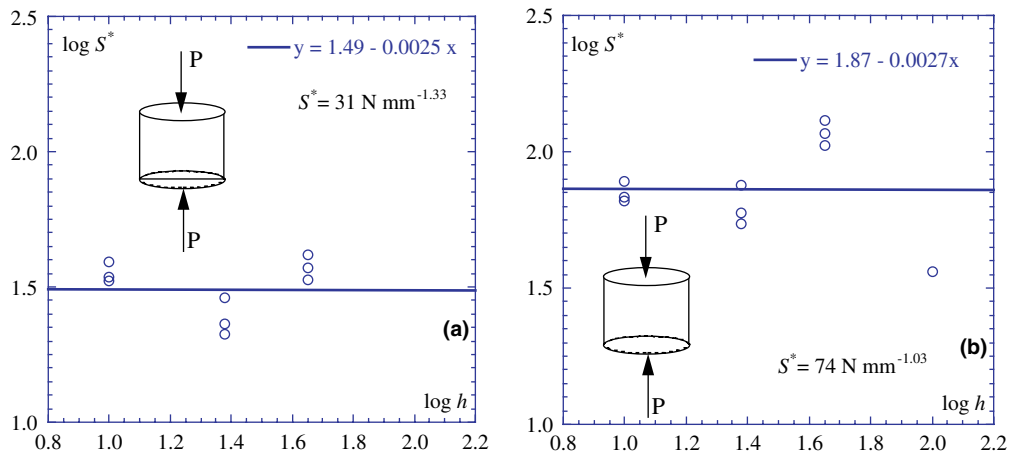 2.5
log S* y = 1.49 - 0.0025 x
P
S* = 31 N mm-1.33
2.0
P
1.5
(a)
log h
1.0
0.8 1.0 1.2 1.4 1.6 1.8 2.0 2.2
2.5
log S*
y = 1.87 - 0.0027x
2.0
P
1.5
(b)
S* = 74 N mm-1.03
P
log h
1.0
0.8 1.0 1.2 1.4 1.6 1.8 2.0 2.2